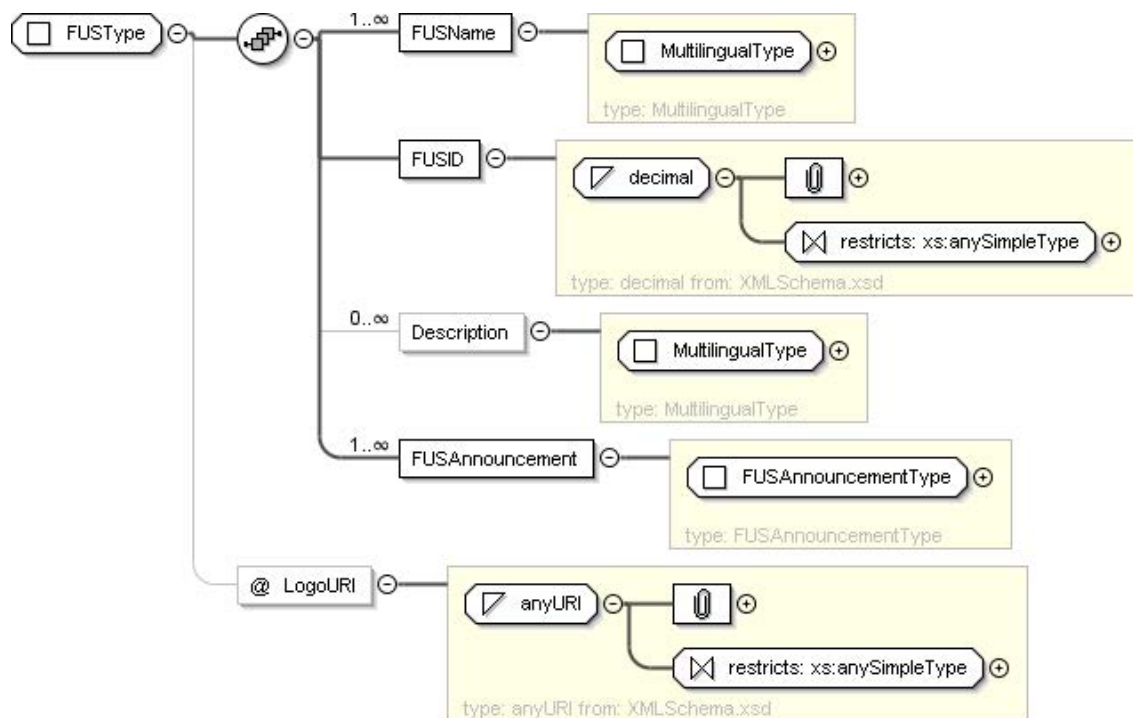 FUSType
1..∞
FUSName
MultilingualType
type: MultilingualType
FUSID
decimal
restricts: xs:anySimpleType
type: decimal from: XMLSchema.xsd
0..∞
Description
MultilingualType
type: MultilingualType
1..∞
FUSAnnouncement
FUSAnnouncementType
type: FUSAnnouncementType
@ LogoURI
anyURI
restricts: xs:anySimpleType
type: anyURI from: XMLSchema.xsd